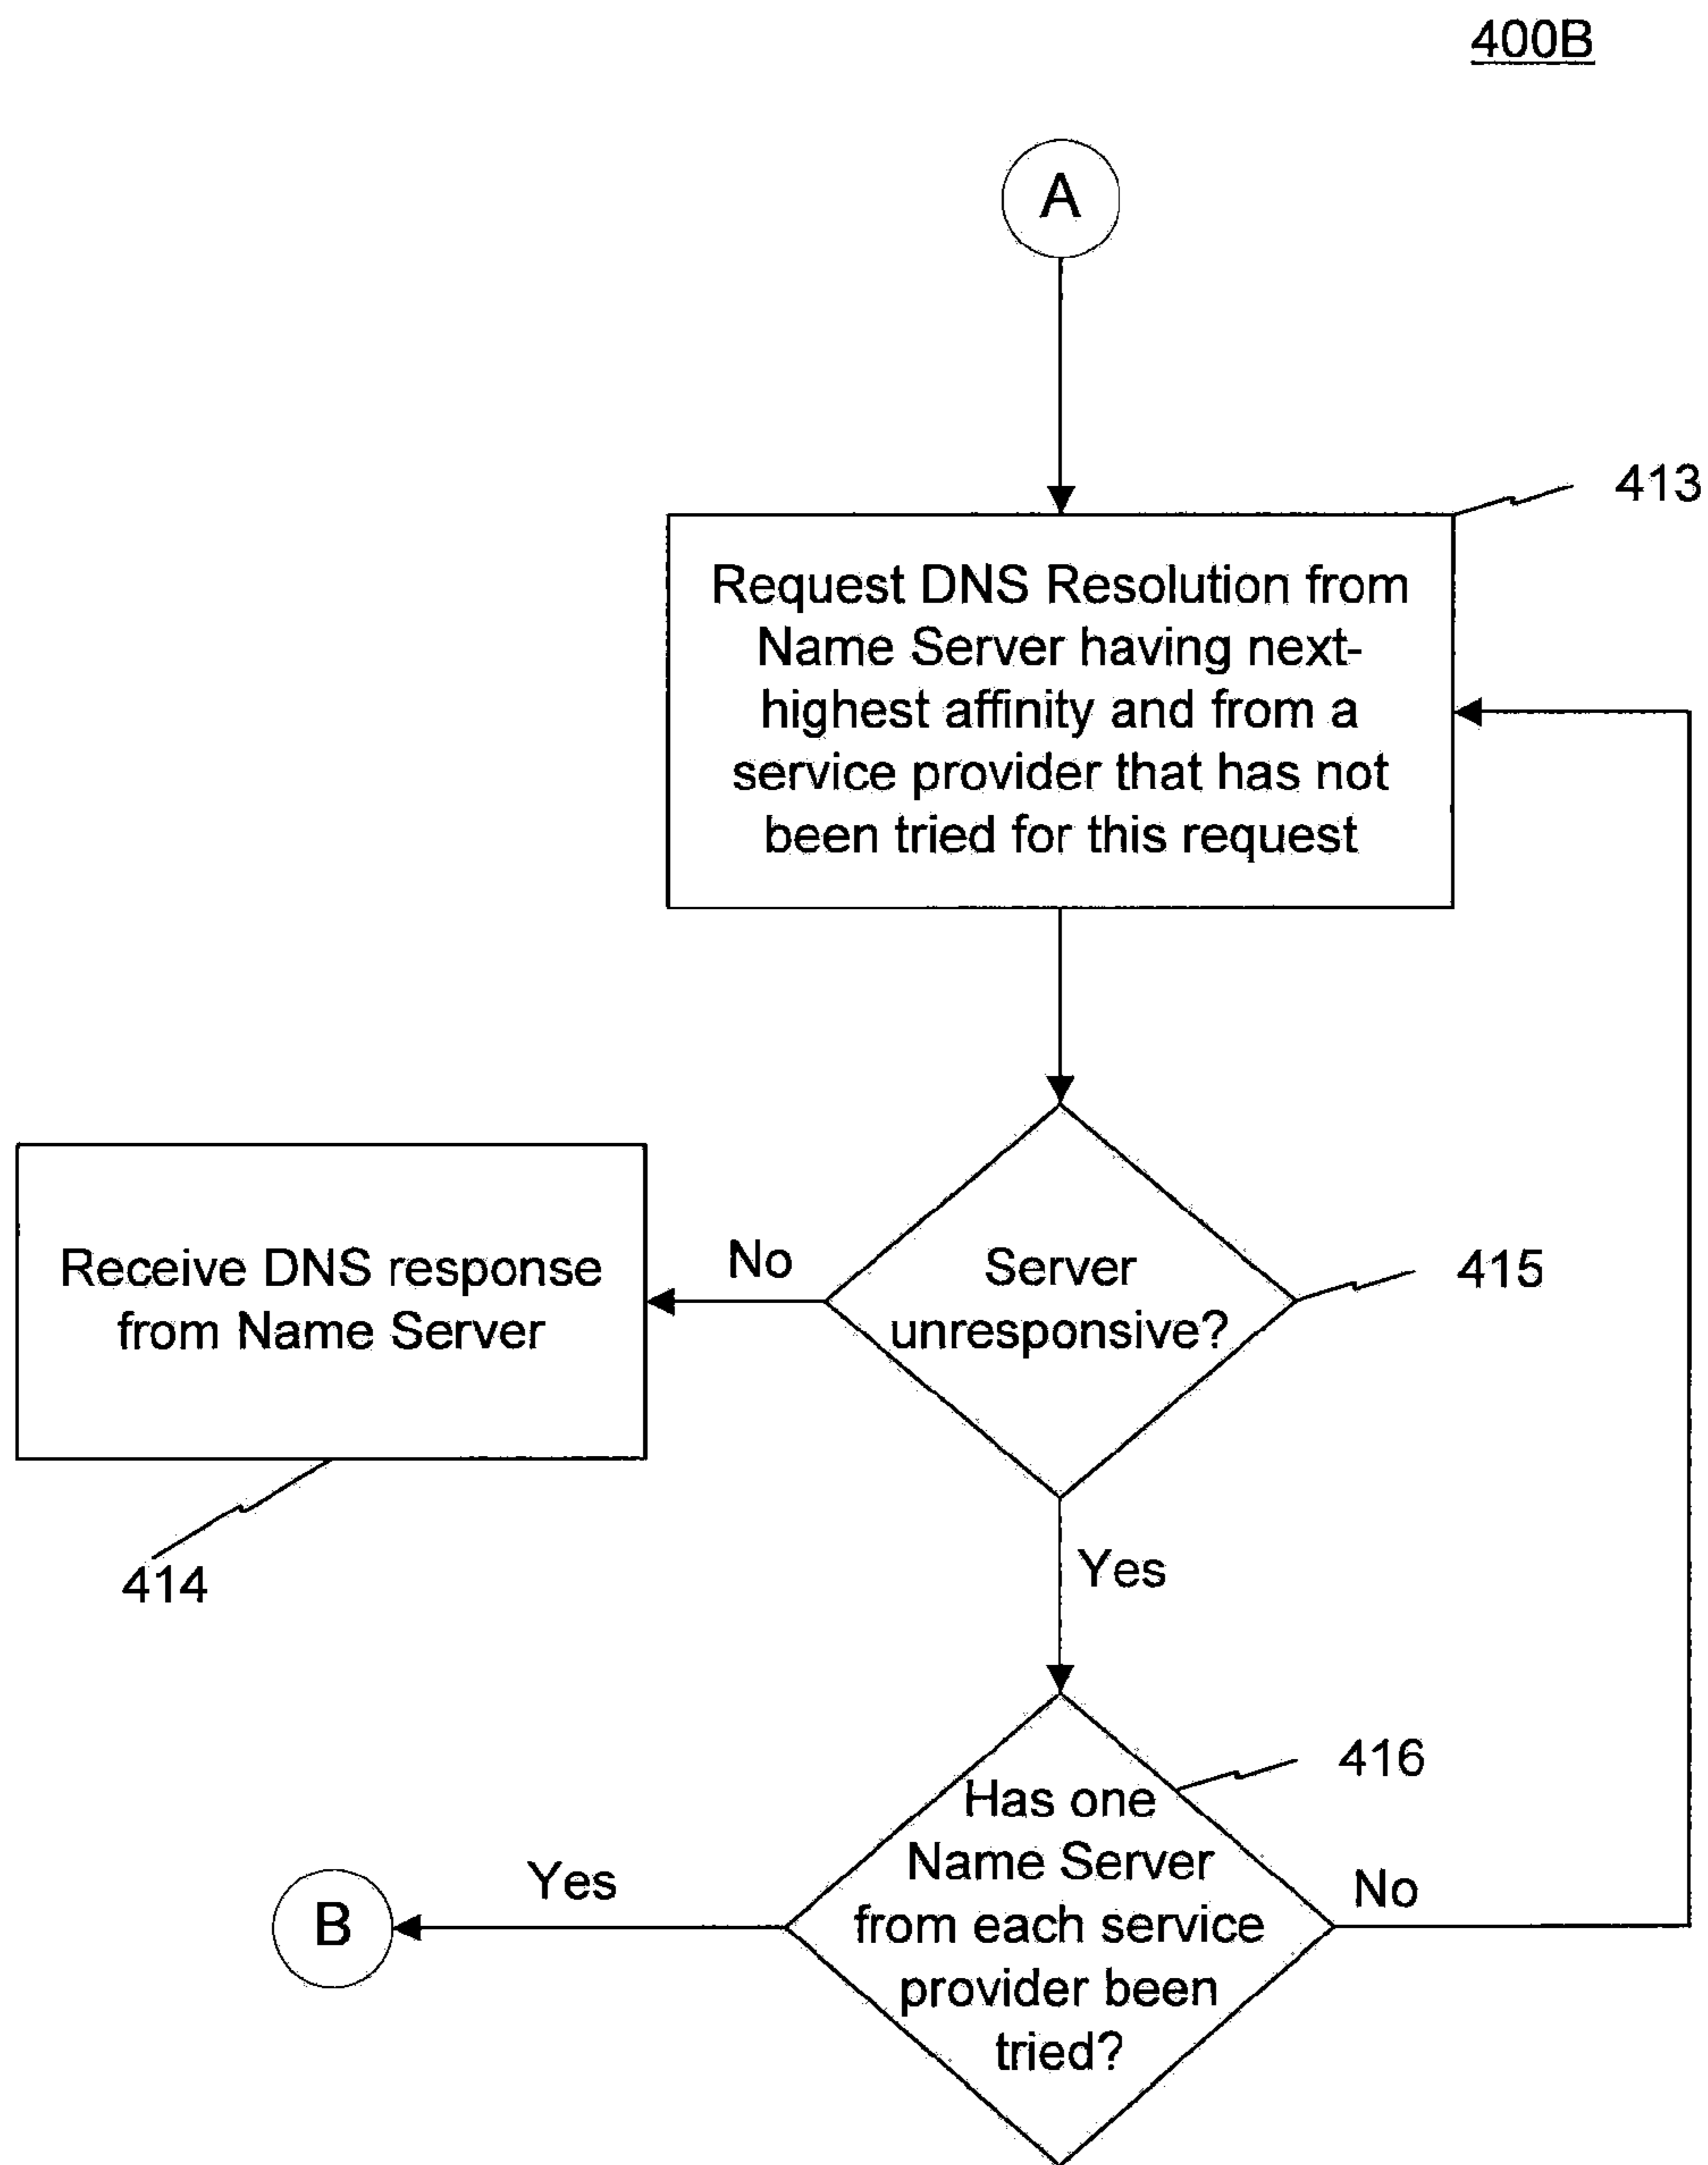 400B
A
413
Request DNS Resolution from
Name Server having next-
highest affinity and from a
service provider that has not
been tried for this request
Receive DNS response
from Name Server
No
Server
unresponsive?
415
414
Yes
416
Has one
Name Server
from each service
provider been
tried?
Yes
B
No